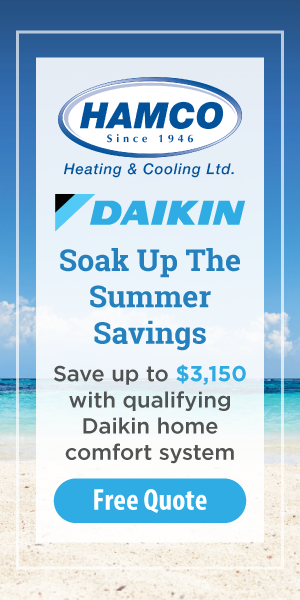 HAMCO
Since 1946
Heating & Cooling Ltd.
DAIKIN
Soak Up The
Summer
Savings
Save up to $3,150
with qualifying
Daikin home
comfort system
Free Quote